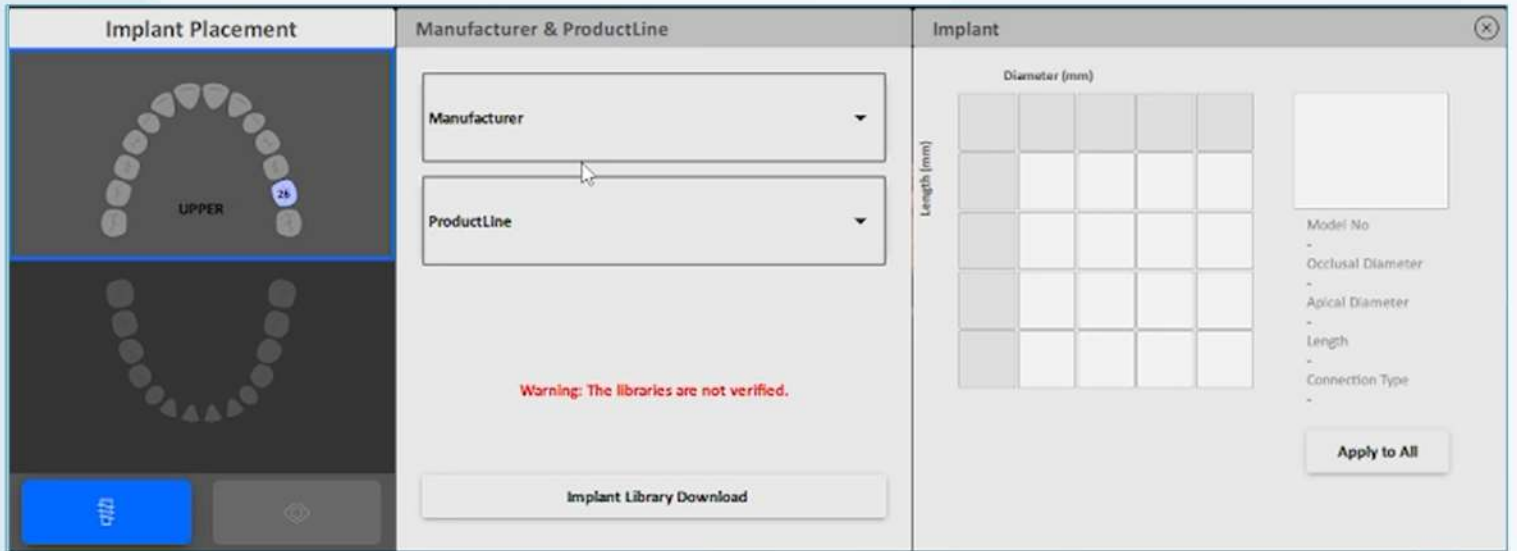 Implant Placement
UPPER
26
Manufacturer & ProductLine
Manufacturer
ProductLine
Warning: The libraries are not verified.
Implant Library Download
Implant
Diameter (mm)
Length (mm)
Model No
-
Occlusal Diameter
-
Apical Diameter
-
Length
-
Connection Type
-
Apply to All